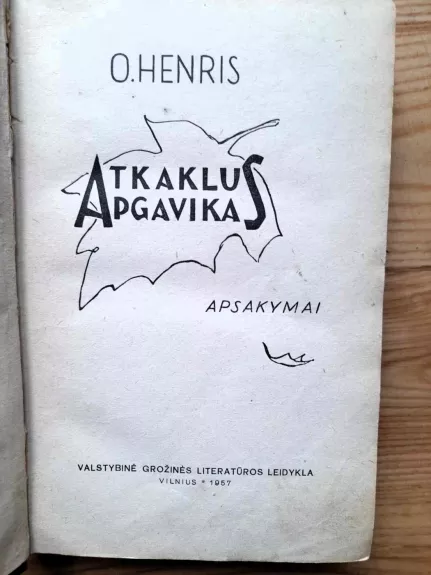 O.HENRIS
ATKAKLUS
APGAVIKAS
APSAKYMAI
VALSTYBINĖ GROŽINĖS LITERATŪROS LEIDYKLA
VILNIUS * 1957